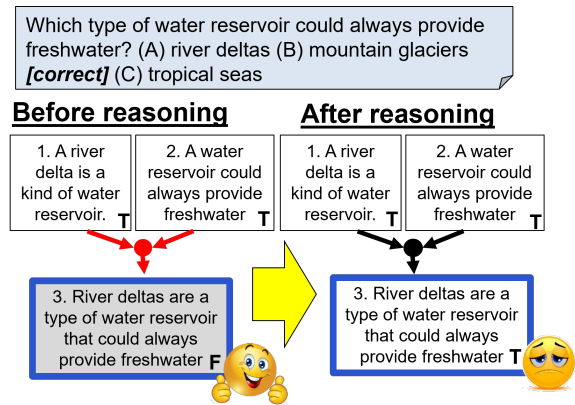 Which type of water reservoir could always provide
freshwater? (A) river deltas (B) mountain glaciers
[correct] (C) tropical seas
Before reasoning
After reasoning
1. A river
delta is a
kind of water
reservoir. T
2. A water
reservoir could
always provide
freshwater T
1. A river
delta is a
kind of water
reservoir. T
2. A water
reservoir could
always provide
freshwater T
3. River deltas are a
type of water reservoir
that could always
provide freshwater F
3. River deltas are a
type of water reservoir
that could always
provide freshwater T